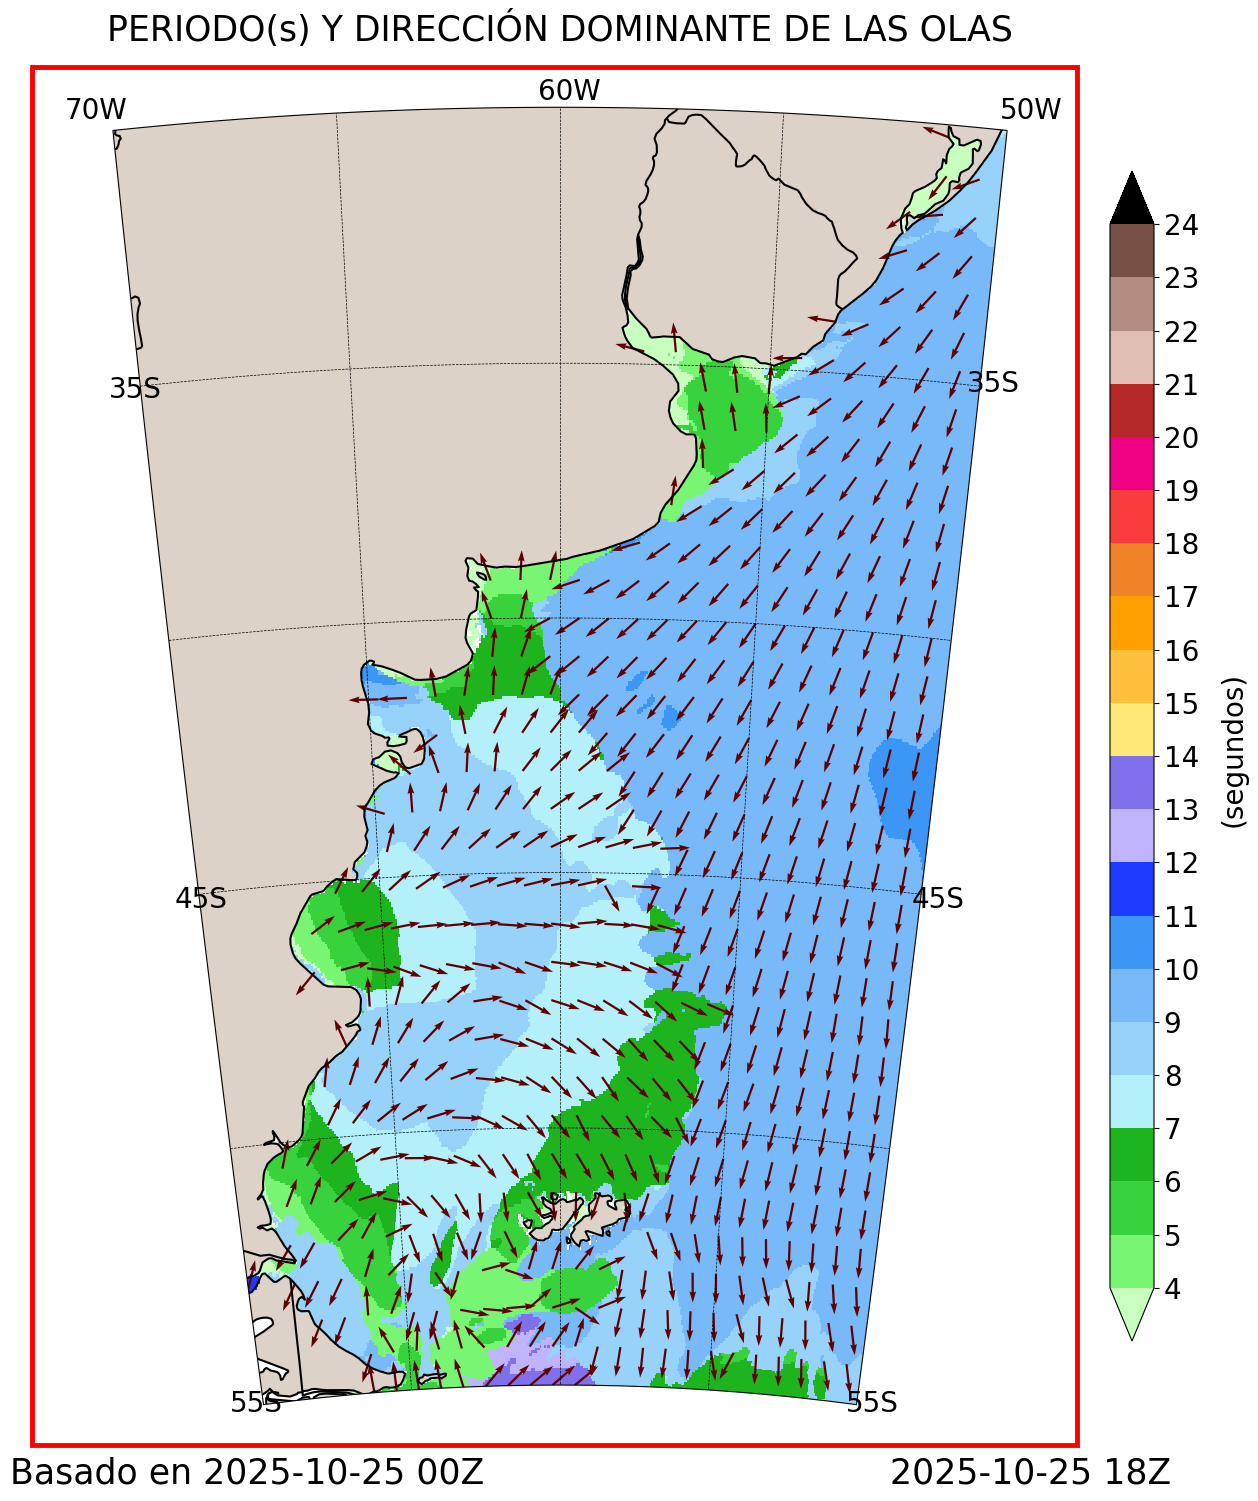 PERIODO(s) Y DIRECCIÓN DOMINANTE DE LAS OLAS
70W
60W
50W
35S
35S
45S
45S
55S
55S
24
23
22
21
20
19
18
17
16
15
14
13
12
11
10
9
8
7
6
5
4
(segundos)
Basado en 2025-10-25 00Z
2025-10-25 18Z